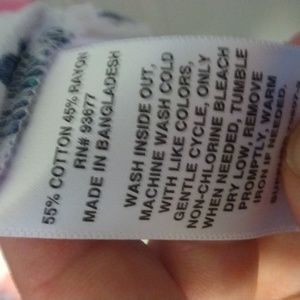 55% COTTON 45% RAYON
RN# 93677
MADE IN BANGLADESH
WASH INSIDE OUT,
MACHINE WASH COLD
WITH LIKE COLORS,
GENTLE CYCLE, ONLY
NON-CHLORINE BLEACH
WHEN NEEDED, TUMBLE
DRY LOW, REMOVE
PROMPTLY, WARM
IRON IF NEEDED.